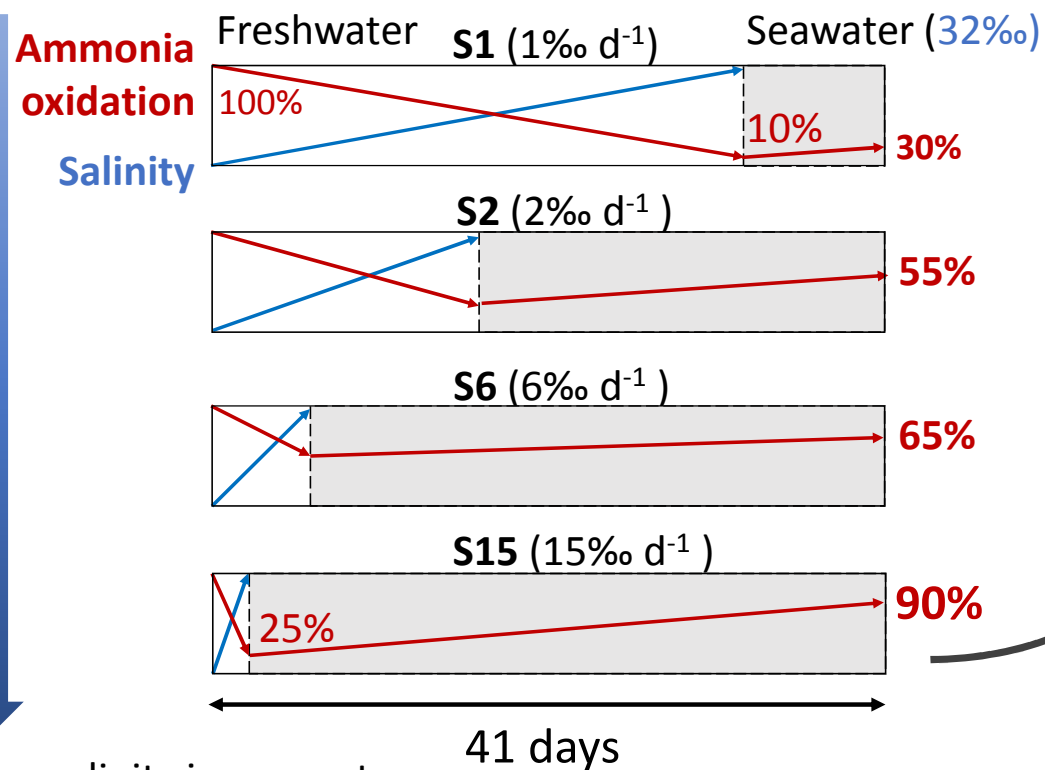 Freshwater
S1 (1‰ d-1)
Seawater (32‰)
Ammonia
oxidation
Salinity
100%
10%
30%
S2 (2‰ d-1 )
55%
S6 (6‰ d-1 )
65%
S15 (15‰ d-1 )
25%
90%
41 days